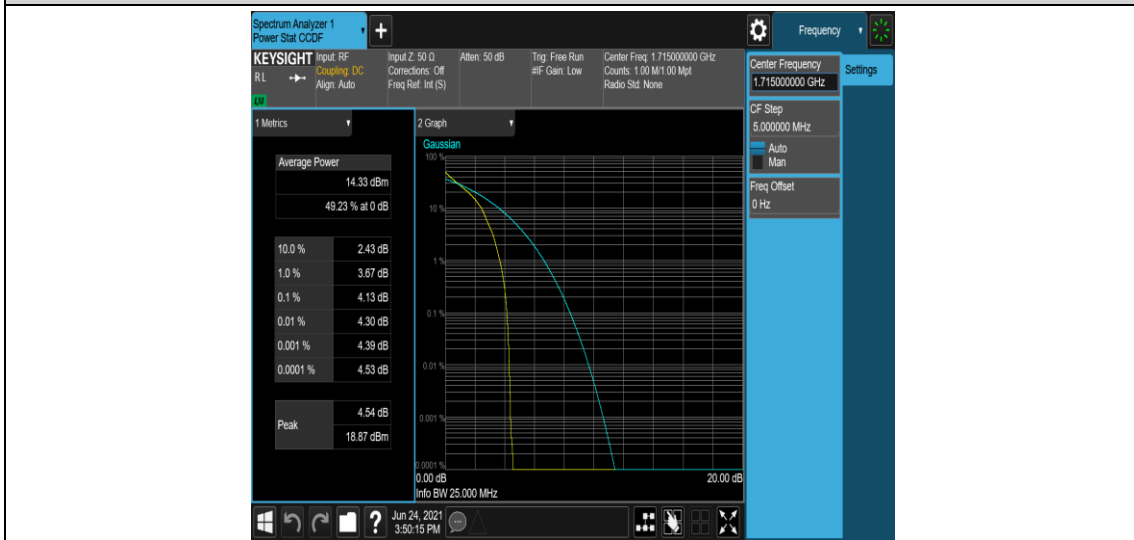 Spectrum Analyzer 1
Power Stat CCDF
+
Frequency
KEYSIGHT
RL
LXI
Input: RF
Coupling: DC
Align: Auto
Input Z: 50 Ω
Corrections: Off
Freq Ref: Int (S)
Atten: 50 dB
Trig: Free Run
#IF Gain: Low
Center Freq: 1.715000000 GHz
Counts: 1.00 M/1.00 Mpt
Radio Std: None
Center Frequency
1.715000000 GHz
Settings
CF Step
5.000000 MHz
Auto
Man
Freq Offset
0 Hz
1 Metrics
Average Power
14.33 dBm
49.23 % at 0 dB
10.0 % 2.43 dB
1.0 % 3.67 dB
0.1 % 4.13 dB
0.01 % 4.30 dB
0.001 % 4.39 dB
0.0001 % 4.53 dB
Peak 4.54 dB
18.87 dBm
2 Graph
Gaussian
100 %
10 %
1 %
0.1 %
0.01 %
0.001 %
0.0001 %
0.00 dB 20.00 dB
Info BW 25.000 MHz
?
Jun 24, 2021
3:50:15 PM